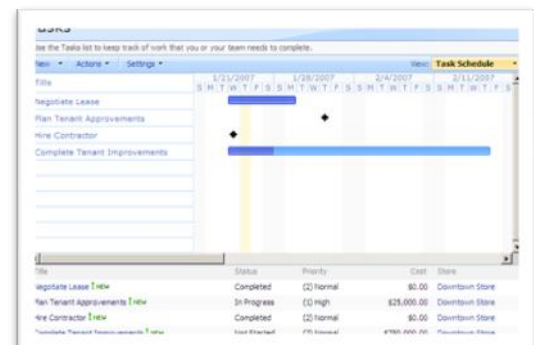 asks
Use the Tasks list to keep track of work that you or your team needs to complete.
New Actions Settings View: Task Schedule
Title 1/21/2007 1/28/2007 2/4/2007 2/11/2007
S M T W T F S S M T W T F S S M T W T F S S M T W T F S
Negotiate Lease
Plan Tenant Approvements
Hire Contractor
Complete Tenant Improvements
Title Status Priority Cost Store
Negotiate Lease ! NEW Completed (2) Normal $0.00 Downtown Store
Plan Tenant Approvements ! NEW In Progress (1) High $25,000.00 Downtown Store
Hire Contractor ! NEW Completed (2) Normal $0.00 Downtown Store
Complete Tenant Improvements ! NEW Not Started (2) Normal $750,000.00 Downtown Store